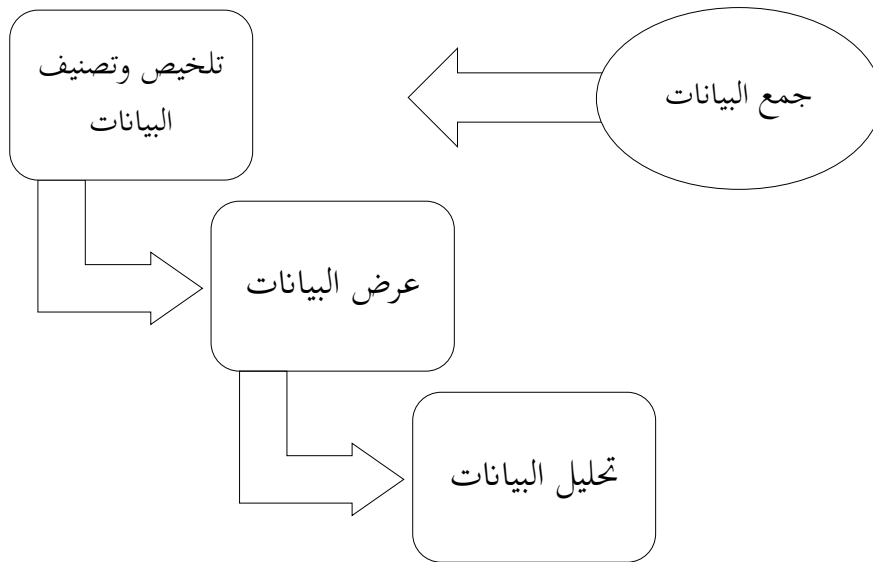 جمع البيانات
تلخيص وتصنيف
البيانات
عرض البيانات
تحليل البيانات